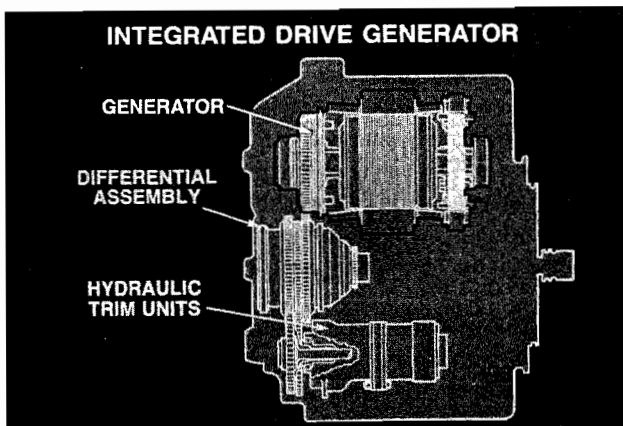 INTEGRATED DRIVE GENERATOR
GENERATOR
DIFFERENTIAL
ASSEMBLY
HYDRAULIC
TRIM UNITS